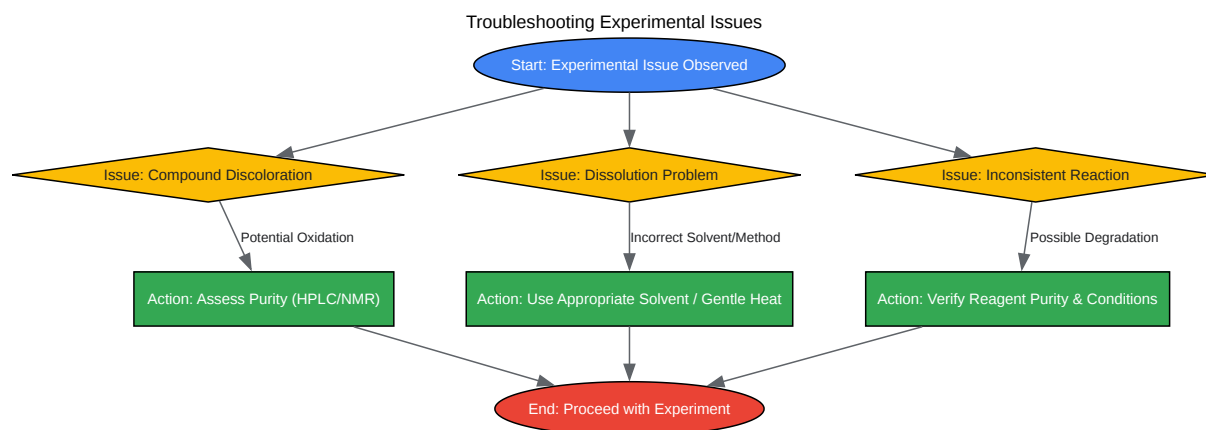 Troubleshooting Experimental Issues
Start: Experimental Issue Observed
Issue: Compound Discoloration
Issue: Dissolution Problem
Issue: Inconsistent Reaction
Potential Oxidation
Incorrect Solvent/Method
Possible Degradation
Action: Assess Purity (HPLC/NMR)
Action: Use Appropriate Solvent / Gentle Heat
Action: Verify Reagent Purity & Conditions
End: Proceed with Experiment